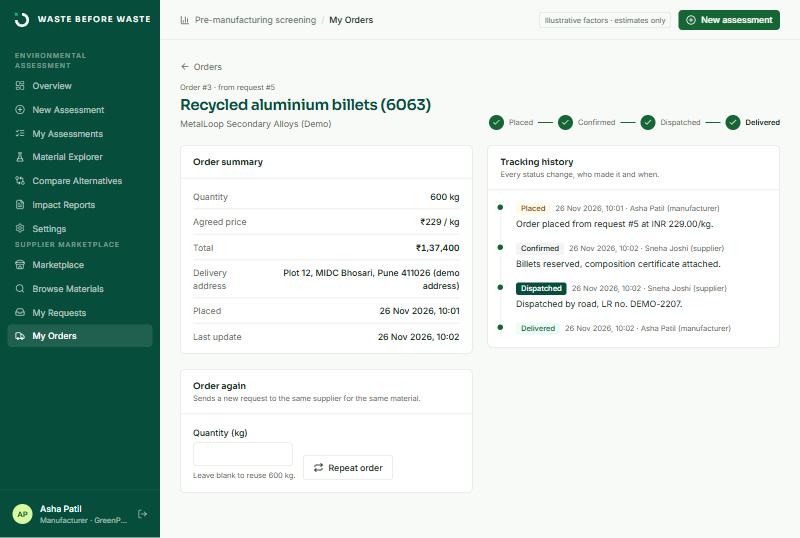 WASTE BEFORE WASTE
ENVIRONMENTAL
ASSESSMENT
Overview
New Assessment
My Assessments
Material Explorer
Compare Alternatives
Impact Reports
Settings
SUPPLIER MARKETPLACE
Marketplace
Browse Materials
My Requests
My Orders
AP
Asha Patil
Manufacturer · GreenP...
Pre-manufacturing screening / My Orders
Illustrative factors · estimates only
New assessment
← Orders
Order #3 · from request #5
Recycled aluminium billets (6063)
MetalLoop Secondary Alloys (Demo)
Placed
Confirmed
Dispatched
Delivered
Order summary
Quantity 600 kg
Agreed price ₹229 / kg
Total ₹1,37,400
Delivery address Plot 12, MIDC Bhosari, Pune 411026 (demo address)
Placed 26 Nov 2026, 10:01
Last update 26 Nov 2026, 10:02
Order again
Sends a new request to the same supplier for the same material.
Quantity (kg)
Leave blank to reuse 600 kg.
Repeat order
Tracking history
Every status change, who made it and when.
Placed 26 Nov 2026, 10:01 · Asha Patil (manufacturer)
Order placed from request #5 at INR 229.00/kg.
Confirmed 26 Nov 2026, 10:02 · Sneha Joshi (supplier)
Billets reserved, composition certificate attached.
Dispatched 26 Nov 2026, 10:02 · Sneha Joshi (supplier)
Dispatched by road, LR no. DEMO-2207.
Delivered 26 Nov 2026, 10:02 · Asha Patil (manufacturer)